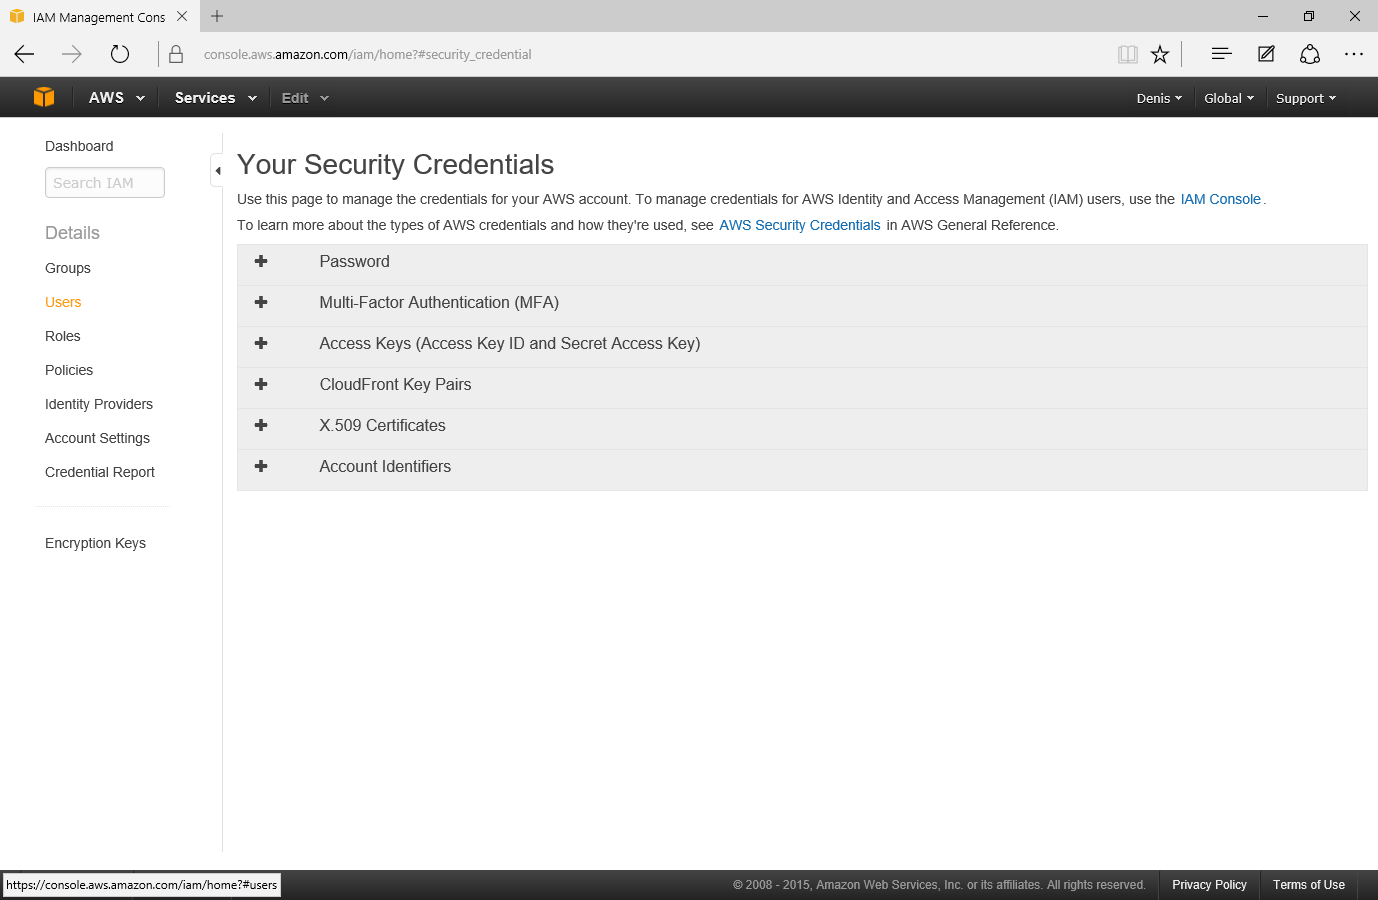 IAM Management Cons
console.aws.amazon.com/iam/home?#security_credential
AWS Services Edit Denis Global Support
Dashboard
Search IAM
Details
Groups
Users
Roles
Policies
Identity Providers
Account Settings
Credential Report
Encryption Keys
Your Security Credentials
Use this page to manage the credentials for your AWS account. To manage credentials for AWS Identity and Access Management (IAM) users, use the IAM Console.
To learn more about the types of AWS credentials and how they're used, see AWS Security Credentials in AWS General Reference.
Password
Multi-Factor Authentication (MFA)
Access Keys (Access Key ID and Secret Access Key)
CloudFront Key Pairs
X.509 Certificates
Account Identifiers
https://console.aws.amazon.com/iam/home?#users
© 2008 - 2015, Amazon Web Services, Inc. or its affiliates. All rights reserved. Privacy Policy Terms of Use